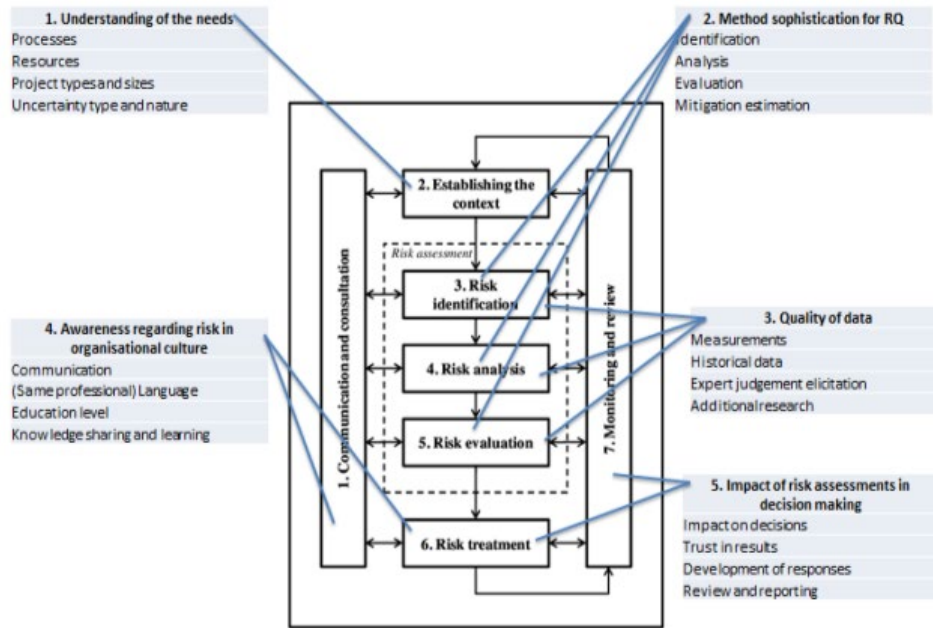 1. Understanding of the needs
Processes
Resources
Project types and sizes
Uncertainty type and nature
2. Method sophistication for RQ
Identification
Analysis
Evaluation
Mitigation estimation
2. Establishing the
context
Risk assessment
3. Risk
identification
4. Risk analysis
5. Risk evaluation
6. Risk treatment
1. Communication and consultation
7. Monitoring and review
4. Awareness regarding risk in
organisational culture
Communication
(Same professional) Language
Education level
Knowledge sharing and learning
3. Quality of data
Measurements
Historical data
Expert judgement elicitation
Additional research
5. Impact of risk assessments in
decision making
Impact on decisions
Trust in results
Development of responses
Review and reporting